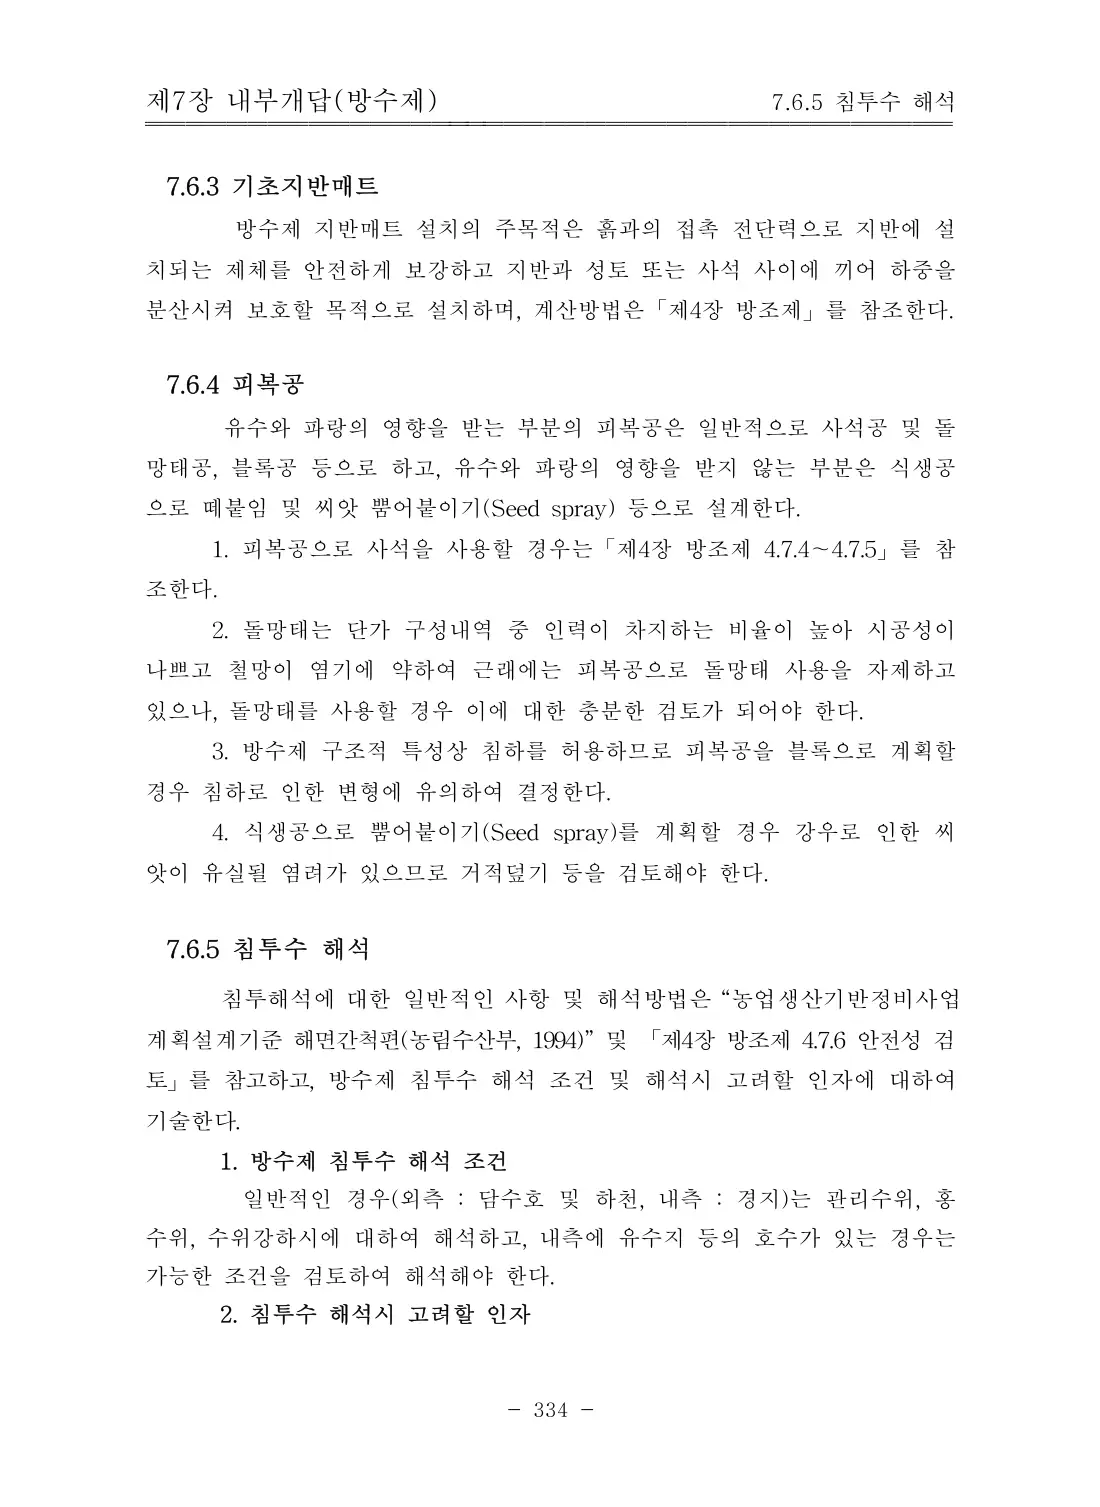 제7장 내부개답(방수제)
7.6.5 침투수 해석
7.6.3 기초지반매트
방수제 지반매트 설치의 주목적은 흙과의 접촉 전단력으로 지반에 설
치되는 제체를 안전하게 보강하고 지반과 성토 또는 사석 사이에 끼어 하중을
분산시켜 보호할 목적으로 설치하며, 계산방법은「제4장 방조제」를 참조한다.
7.6.4 피복공
유수와 파랑의 영향을 받는 부분의 피복공은 일반적으로 사석공 및 돌
망태공, 블록공 등으로 하고, 유수와 파랑의 영향을 받지 않는 부분은 식생공
으로 떼붙임 및 씨앗 뿜어붙이기(Seed spray) 등으로 설계한다.
1. 피복공으로 사석을 사용할 경우는「제4장 방조제 4.7.4～4.7.5」를 참
조한다.
2. 돌망태는 단가 구성내역 중 인력이 차지하는 비율이 높아 시공성이
나쁘고 철망이 염기에 약하여 근래에는 피복공으로 돌망태 사용을 자제하고
있으나, 돌망태를 사용할 경우 이에 대한 충분한 검토가 되어야 한다.
3. 방수제 구조적 특성상 침하를 허용하므로 피복공을 블록으로 계획할
경우 침하로 인한 변형에 유의하여 결정한다.
4. 식생공으로 뿜어붙이기(Seed spray)를 계획할 경우 강우로 인한 씨
앗이 유실될 염려가 있으므로 거적덮기 등을 검토해야 한다.
7.6.5 침투수 해석
침투해석에 대한 일반적인 사항 및 해석방법은 “농업생산기반정비사업
계획설계기준 해면간척편(농림수산부, 1994)” 및 「제4장 방조제 4.7.6 안전성 검
토」를 참고하고, 방수제 침투수 해석 조건 및 해석시 고려할 인자에 대하여
기술한다.
1. 방수제 침투수 해석 조건
일반적인 경우(외측 : 담수호 및 하천, 내측 : 경지)는 관리수위, 홍
수위, 수위강하시에 대하여 해석하고, 내측에 유수지 등의 호수가 있는 경우는
가능한 조건을 검토하여 해석해야 한다.
2. 침투수 해석시 고려할 인자
- 334 -